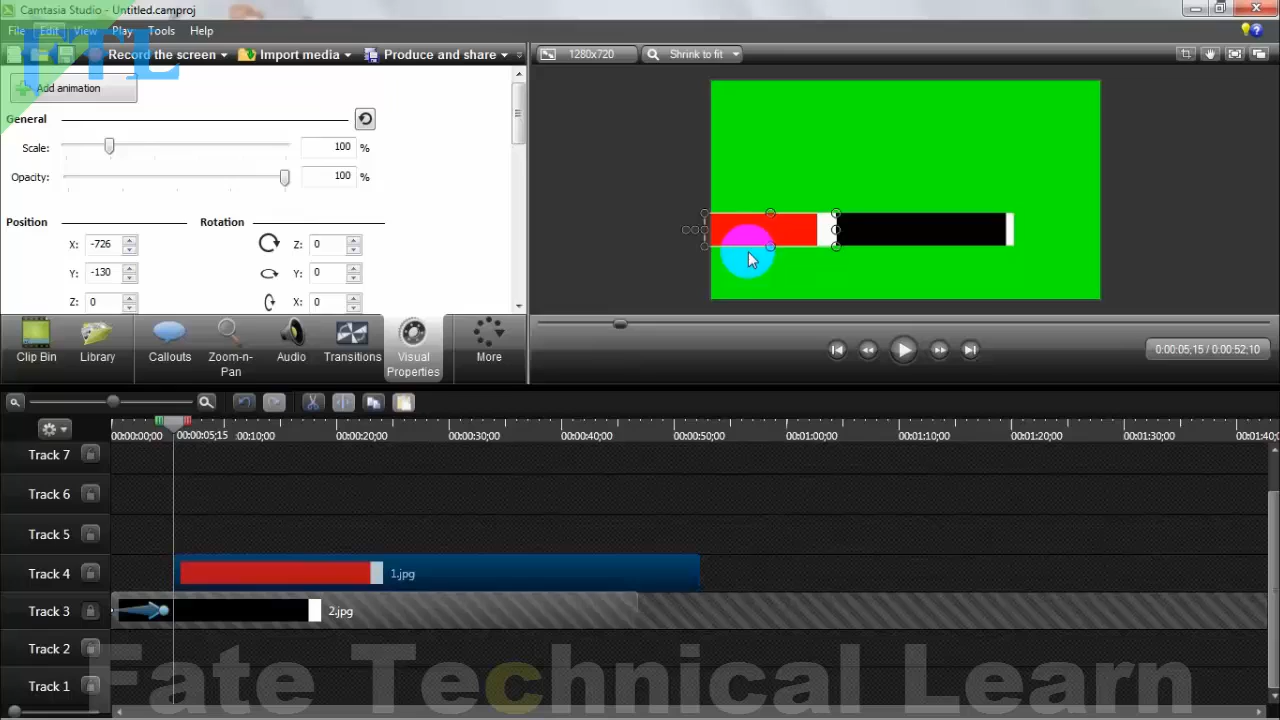 Camtasia Studio - Untitled.camproj
File Edit View Play Tools Help
FTL
Record the screen Import media Produce and share
1280x720 Shrink to fit
Add animation
General
Scale: 100 %
Opacity: 100 %
Position Rotation
X: -726 Z: 0
Y: -130 Y: 0
Z: 0 X: 0
Clip Bin Library Callouts Zoom-n-Pan Audio Transitions Visual Properties More
0:00:05;15 / 0:00:52;10
00:00:00;00 00:00:05;15 :00:10;00 00:00:20;00 00:00:30;00 00:00:40;00 00:00:50;00 00:01:00;00 00:01:10;00 00:01:20;00 00:01:30;00 00:01:40;0
Track 7
Track 6
Track 5
Track 4 1.jpg
Track 3 2.jpg
Track 2
Track 1
Fate Technical Learn